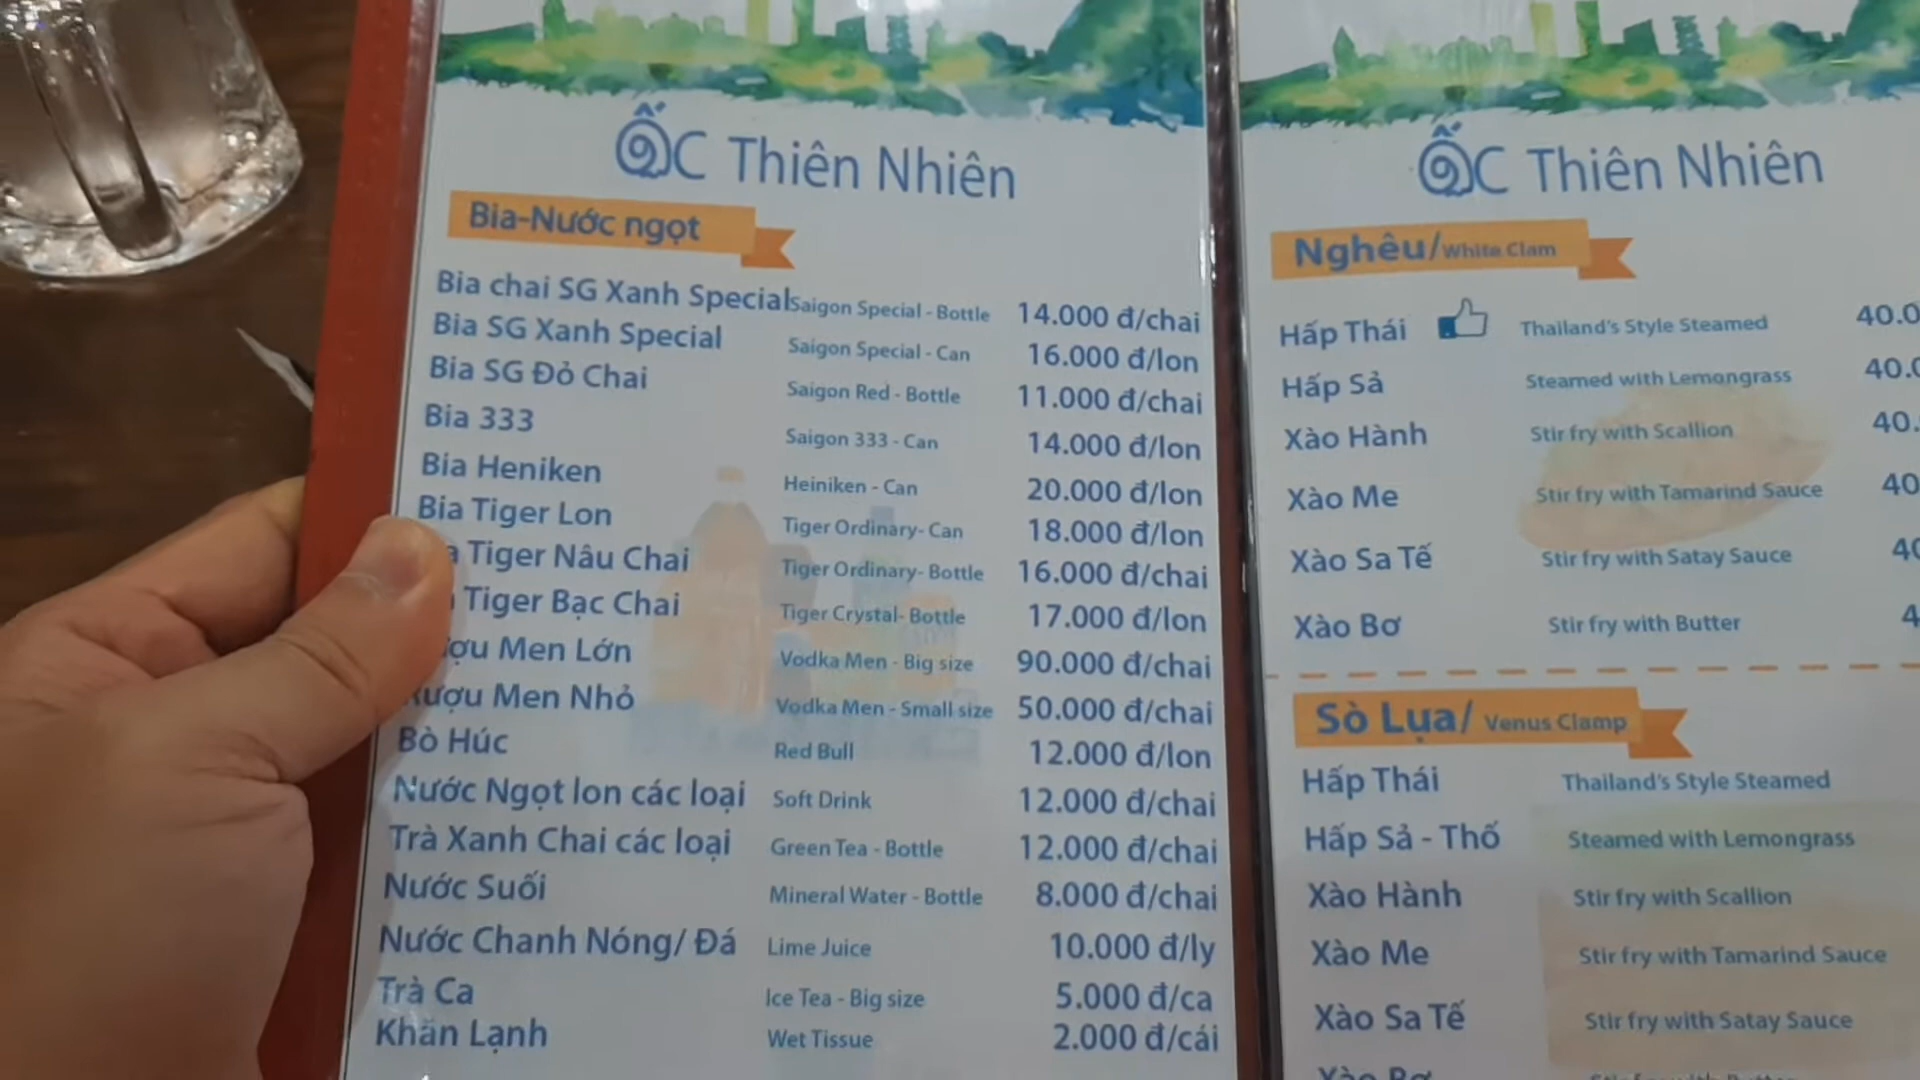 ỐC Thiên Nhiên
Bia-Nước ngọt
Bia chai SG Xanh Special Saigon Special - Bottle 14.000 đ/chai
Bia SG Xanh Special Saigon Special - Can 16.000 đ/lon
Bia SG Đỏ Chai Saigon Red - Bottle 11.000 đ/chai
Bia 333 Saigon 333 - Can 14.000 đ/lon
Bia Heniken Heiniken - Can 20.000 đ/lon
Bia Tiger Lon Tiger Ordinary- Can 18.000 đ/lon
Tiger Nâu Chai Tiger Ordinary- Bottle 16.000 đ/chai
Tiger Bạc Chai Tiger Crystal- Bottle 17.000 đ/lon
Men Lớn Vodka Men - Big size 90.000 đ/chai
Rượu Men Nhỏ Vodka Men - Small size 50.000 đ/chai
Bò Húc Red Bull 12.000 đ/lon
Nước Ngọt lon các loại Soft Drink 12.000 đ/chai
Trà Xanh Chai các loại Green Tea - Bottle 12.000 đ/chai
Nước Suối Mineral Water - Bottle 8.000 đ/chai
Nước Chanh Nóng/ Đá Lime Juice 10.000 đ/ly
Trà Ca Ice Tea - Big size 5.000 đ/ca
Khăn Lạnh Wet Tissue 2.000 đ/cái
ỐC Thiên Nhiên
Nghêu/White Clam
Hấp Thái Thailand's Style Steamed 40.0
Hấp Sả Steamed with Lemongrass 40.0
Xào Hành Stir fry with Scallion 40.
Xào Me Stir fry with Tamarind Sauce 40
Xào Sa Tế Stir fry with Satay Sauce 40
Xào Bơ Stir fry with Butter 4
Sò Lụa/ Venus Clamp
Hấp Thái Thailand's Style Steamed
Hấp Sả - Thố Steamed with Lemongrass
Xào Hành Stir fry with Scallion
Xào Me Stir fry with Tamarind Sauce
Xào Sa Tế Stir fry with Satay Sauce
Xào Bơ